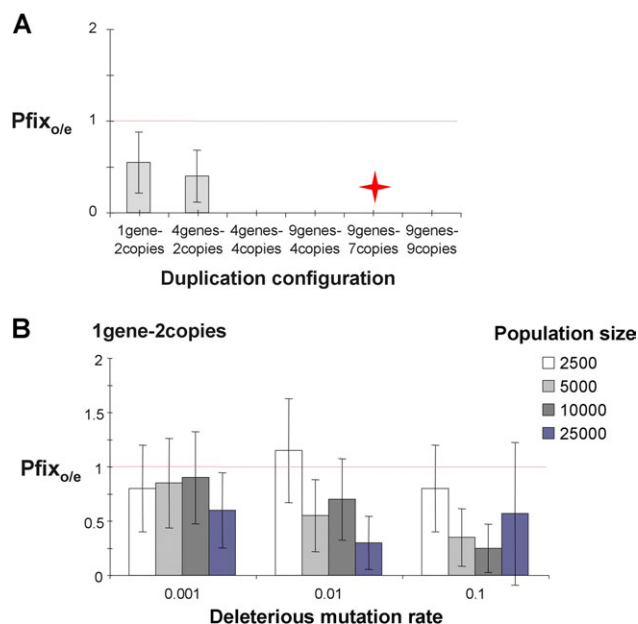 A
2
1
0
Pfixo/e
1gene-2copies
4genes-2copies
4genes-4copies
9genes-4copies
9genes-7copies
9genes-9copies
Duplication configuration
B
1gene-2copies
Population size
2500
5000
10000
25000
2
1.5
1
0.5
0
Pfixo/e
0.001
0.01
0.1
Deleterious mutation rate